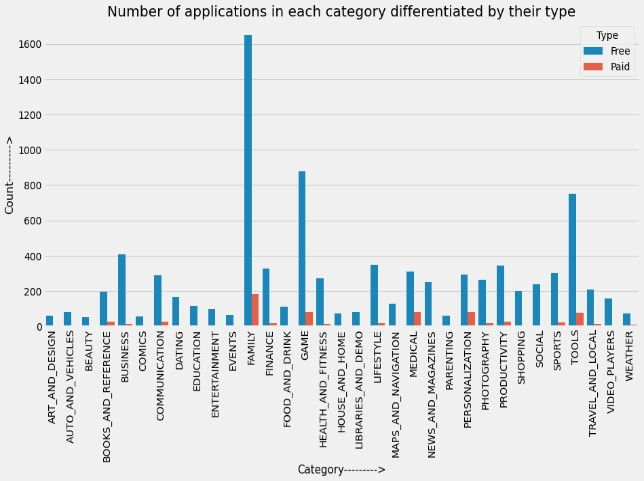 Number of applications in each category differentiated by their type
Type
Free
Paid
1600
1400
1200
1000
800
600
400
200
0
Count--------->
ART_AND_DESIGN
AUTO_AND_VEHICLES
BEAUTY
BOOKS_AND_REFERENCE
BUSINESS
COMICS
COMMUNICATION
DATING
EDUCATION
ENTERTAINMENT
EVENTS
FAMILY
FINANCE
FOOD_AND_DRINK
GAME
HEALTH_AND_FITNESS
HOUSE_AND_HOME
LIBRARIES_AND_DEMO
LIFESTYLE
MAPS_AND_NAVIGATION
MEDICAL
NEWS_AND_MAGAZINES
PARENTING
PERSONALIZATION
PHOTOGRAPHY
PRODUCTIVITY
SHOPPING
SOCIAL
SPORTS
TOOLS
TRAVEL_AND_LOCAL
VIDEO_PLAYERS
WEATHER
Category--------->